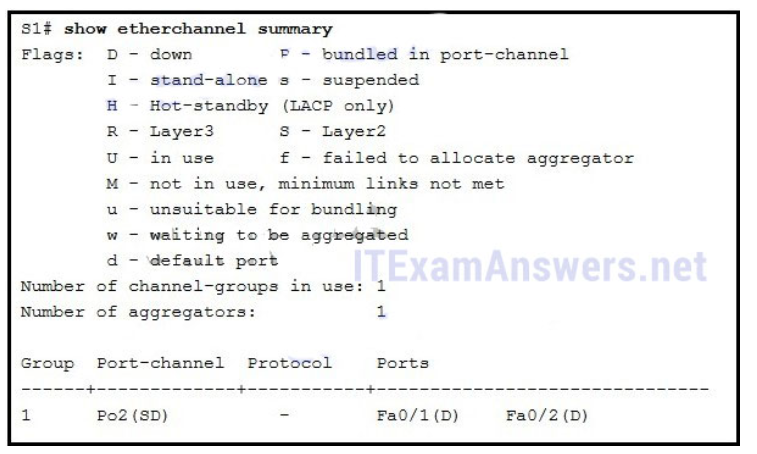 S1# show etherchannel summary
Flags:  D - down        P - bundled in port-channel
        I - stand-alone s - suspended
        H - Hot-standby (LACP only)
        R - Layer3      S - Layer2
        U - in use      f - failed to allocate aggregator
        M - not in use, minimum links not met
        u - unsuitable for bundling
        w - waiting to be aggregated
        d - default port
ITExamAnswers.net
Number of channel-groups in use: 1
Number of aggregators:           1
Group  Port-channel  Protocol    Ports
------+-------------+-----------+-------------------------------
1      Po2(SD)         -         Fa0/1(D)    Fa0/2(D)